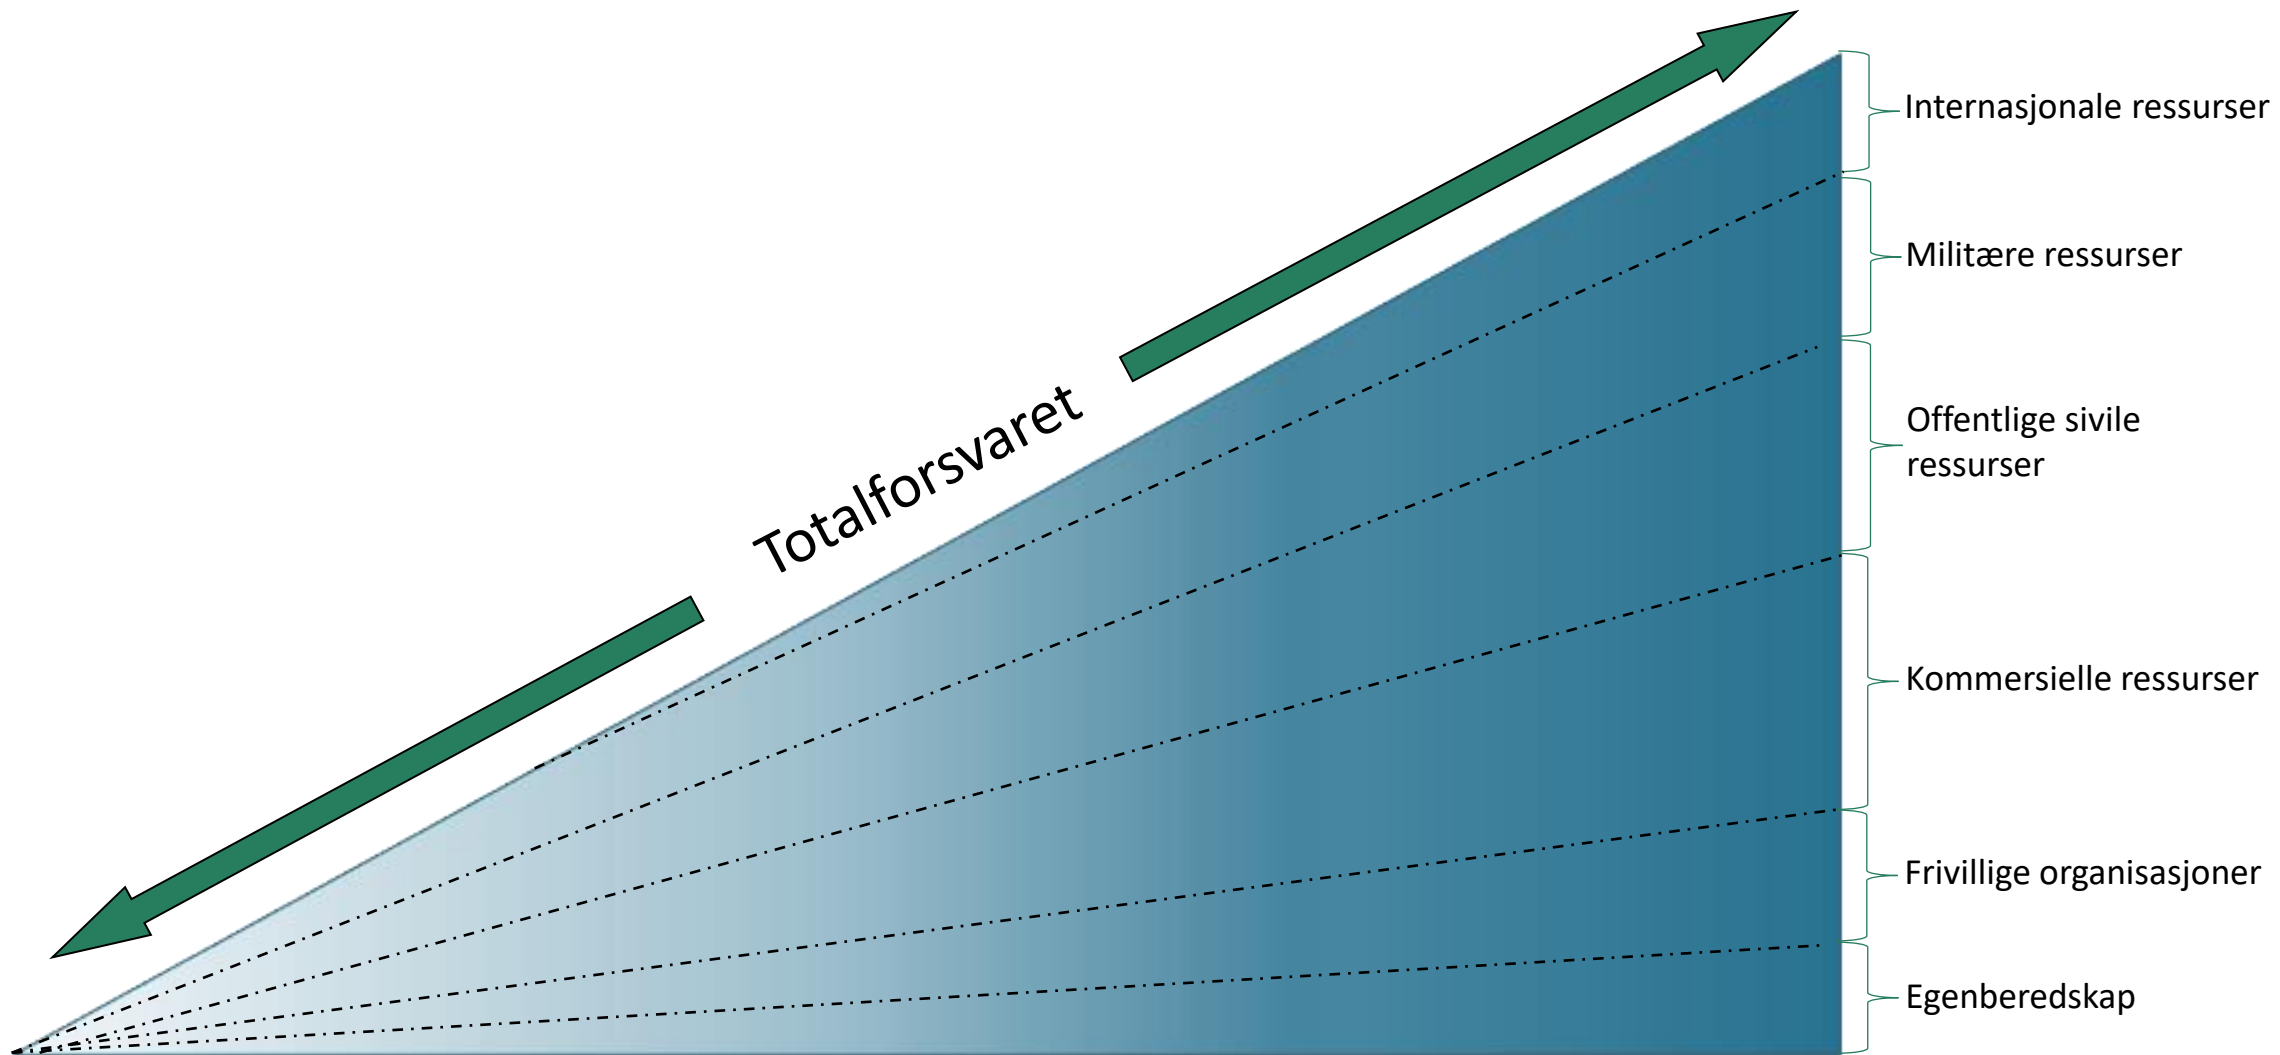 Internasjonale ressurser
Militære ressurser
Totalforsvaret
Offentlige sivile
ressurser
Kommersielle ressurser
Frivillige organisasjoner
Egenberedskap